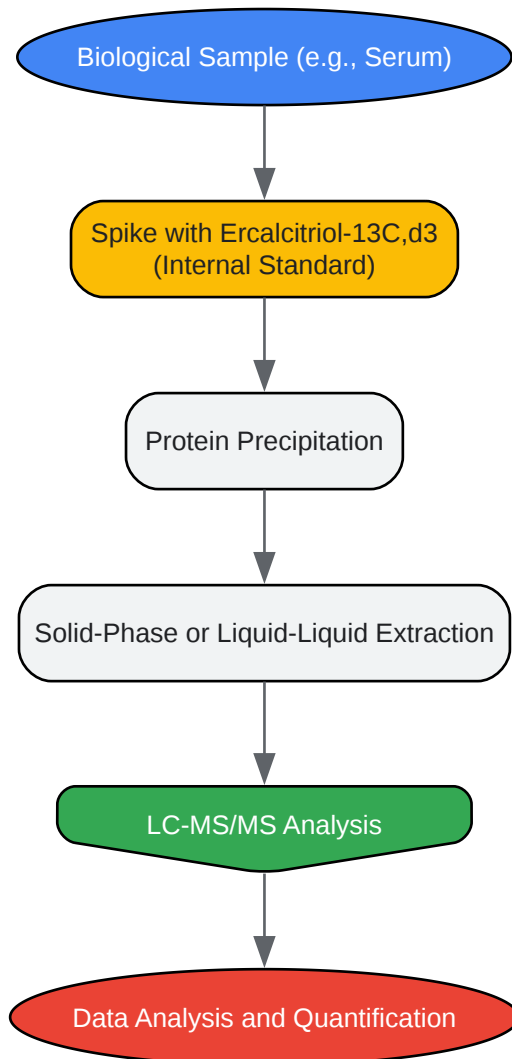 Biological Sample (e.g., Serum)
Spike with Ercalcitriol-13C,d3
(Internal Standard)
Protein Precipitation
Solid-Phase or Liquid-Liquid Extraction
LC-MS/MS Analysis
Data Analysis and Quantification